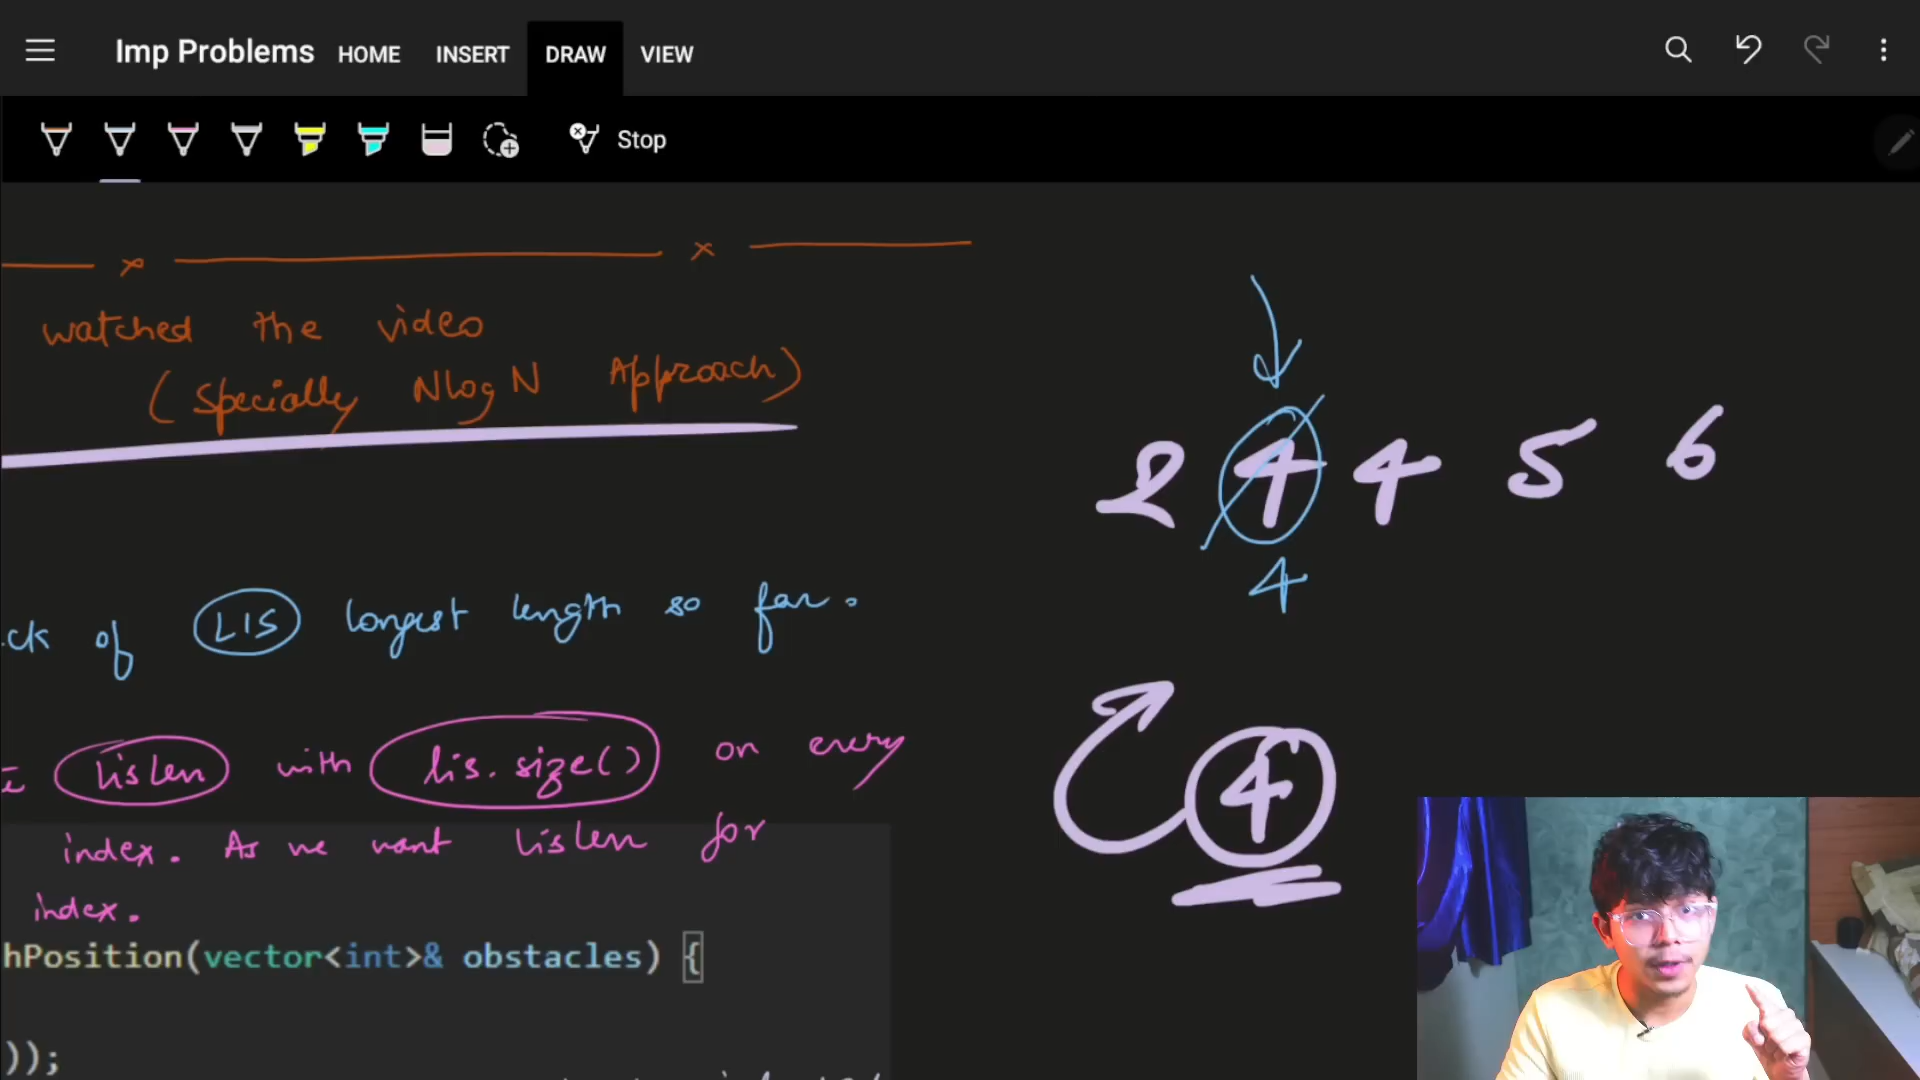 Imp Problems HOME INSERT DRAW VIEW
Stop
x x
watched the video
(Specially NlogN Approach)
2 4 4 5 6
4
ck of LIS longest length so far.
lislen with lis.size() on every
index. As we want lislen for
index.
4
hPosition(vector<int>& obstacles) {
));